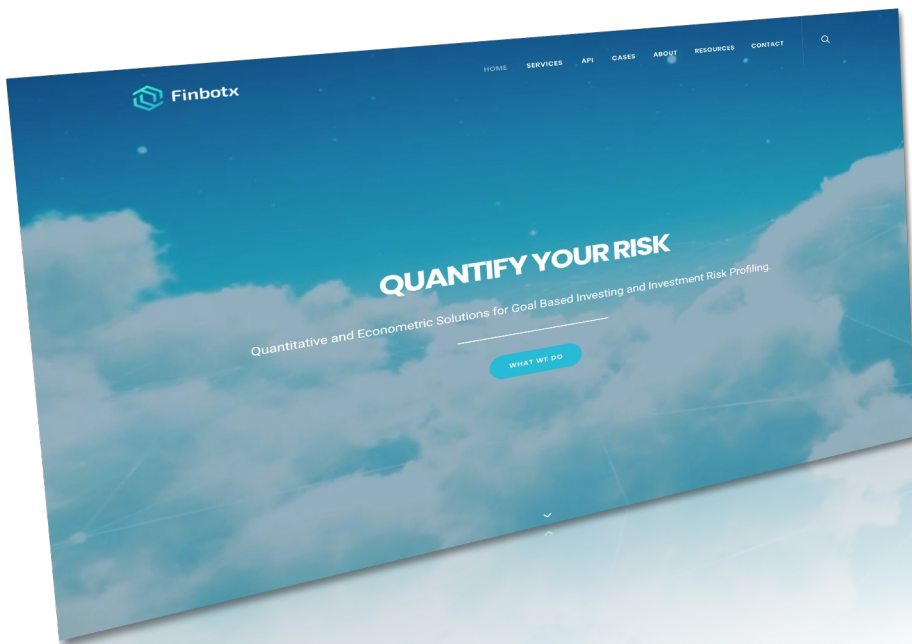 Finbotx
HOME SERVICES API CASES ABOUT RESOURCES CONTACT
QUANTIFY YOUR RISK
Quantitative and Econometric Solutions for Goal Based Investing and Investment Risk Profiling.
WHAT WE DO